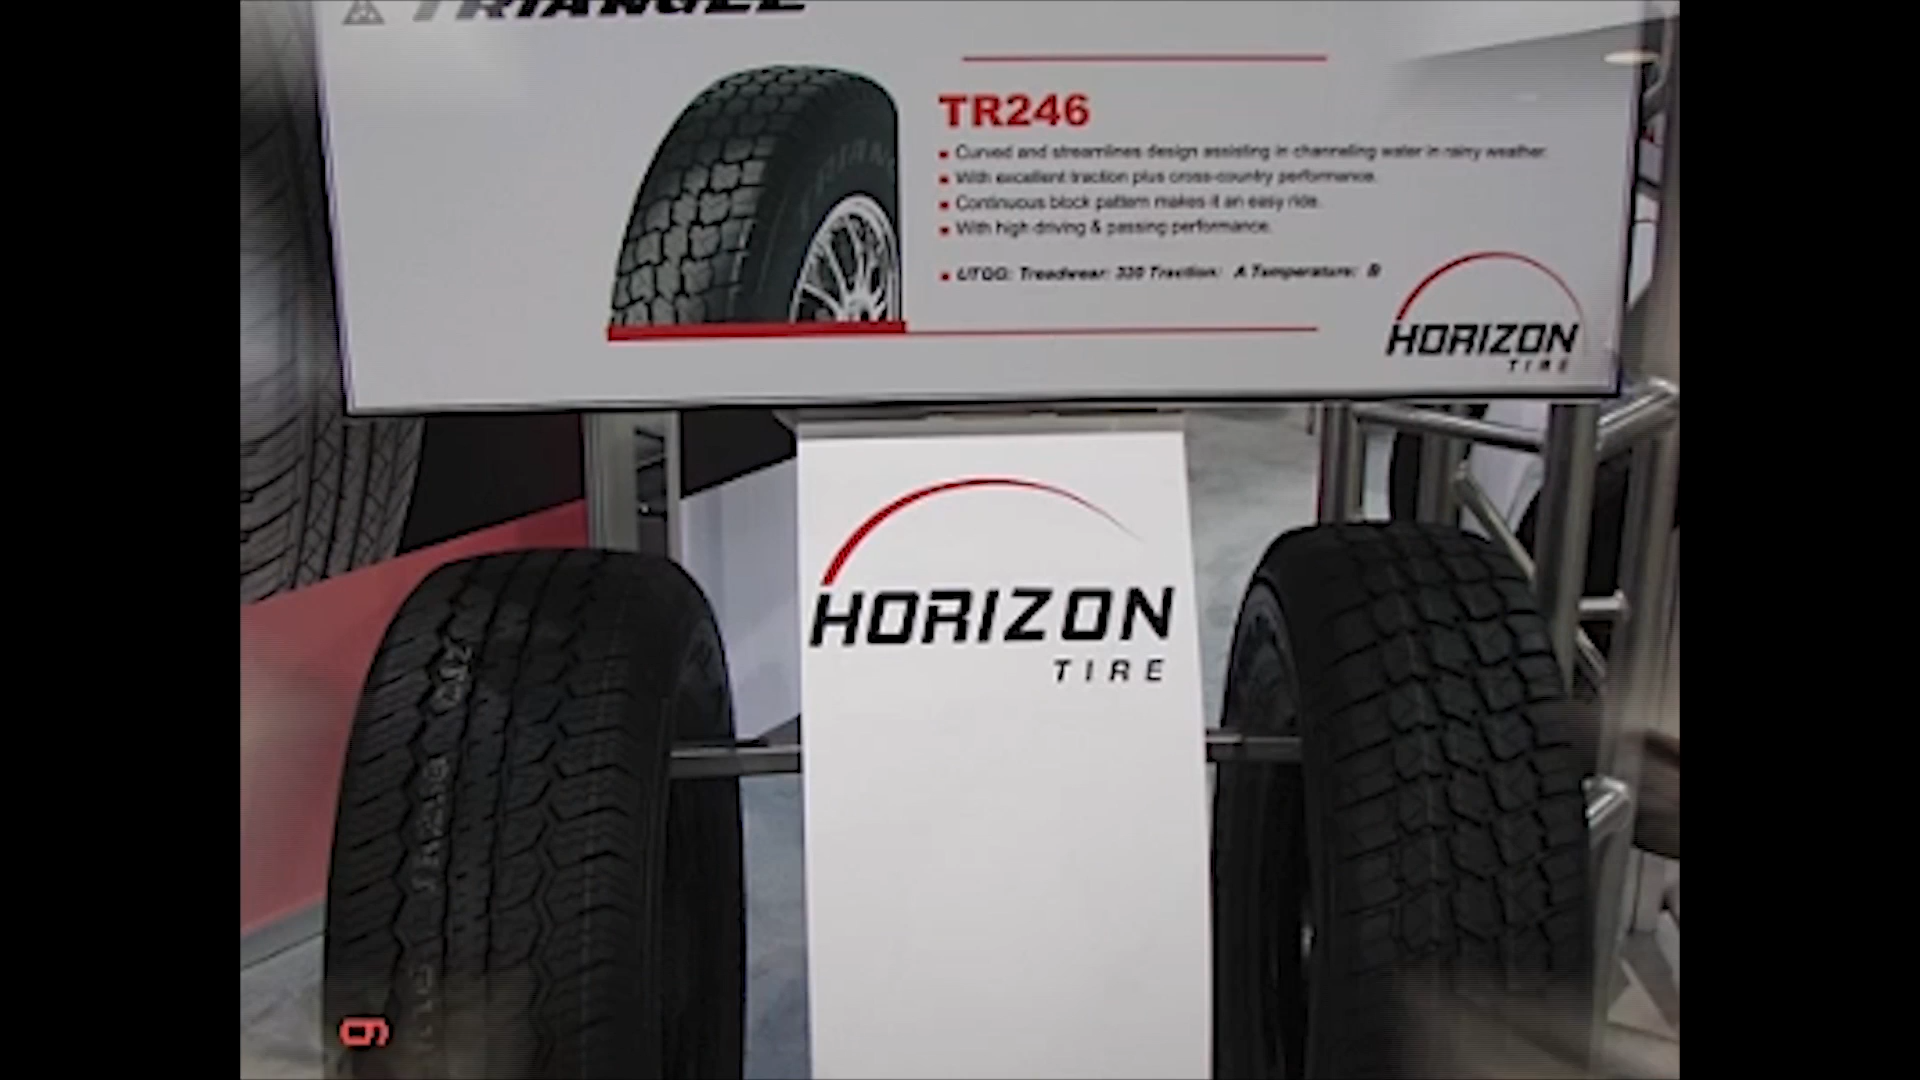 TRIANGLE
TR246
Curved and streamlines design assisting in channeling water in rainy weather.
With excellent traction plus cross-country performance.
Continuous block pattern makes it an easy ride.
With high driving & passing performance.
UTQG: Treadwear: 330 Traction: A Temperature: B
HORIZON
TIRE
HORIZON
TIRE